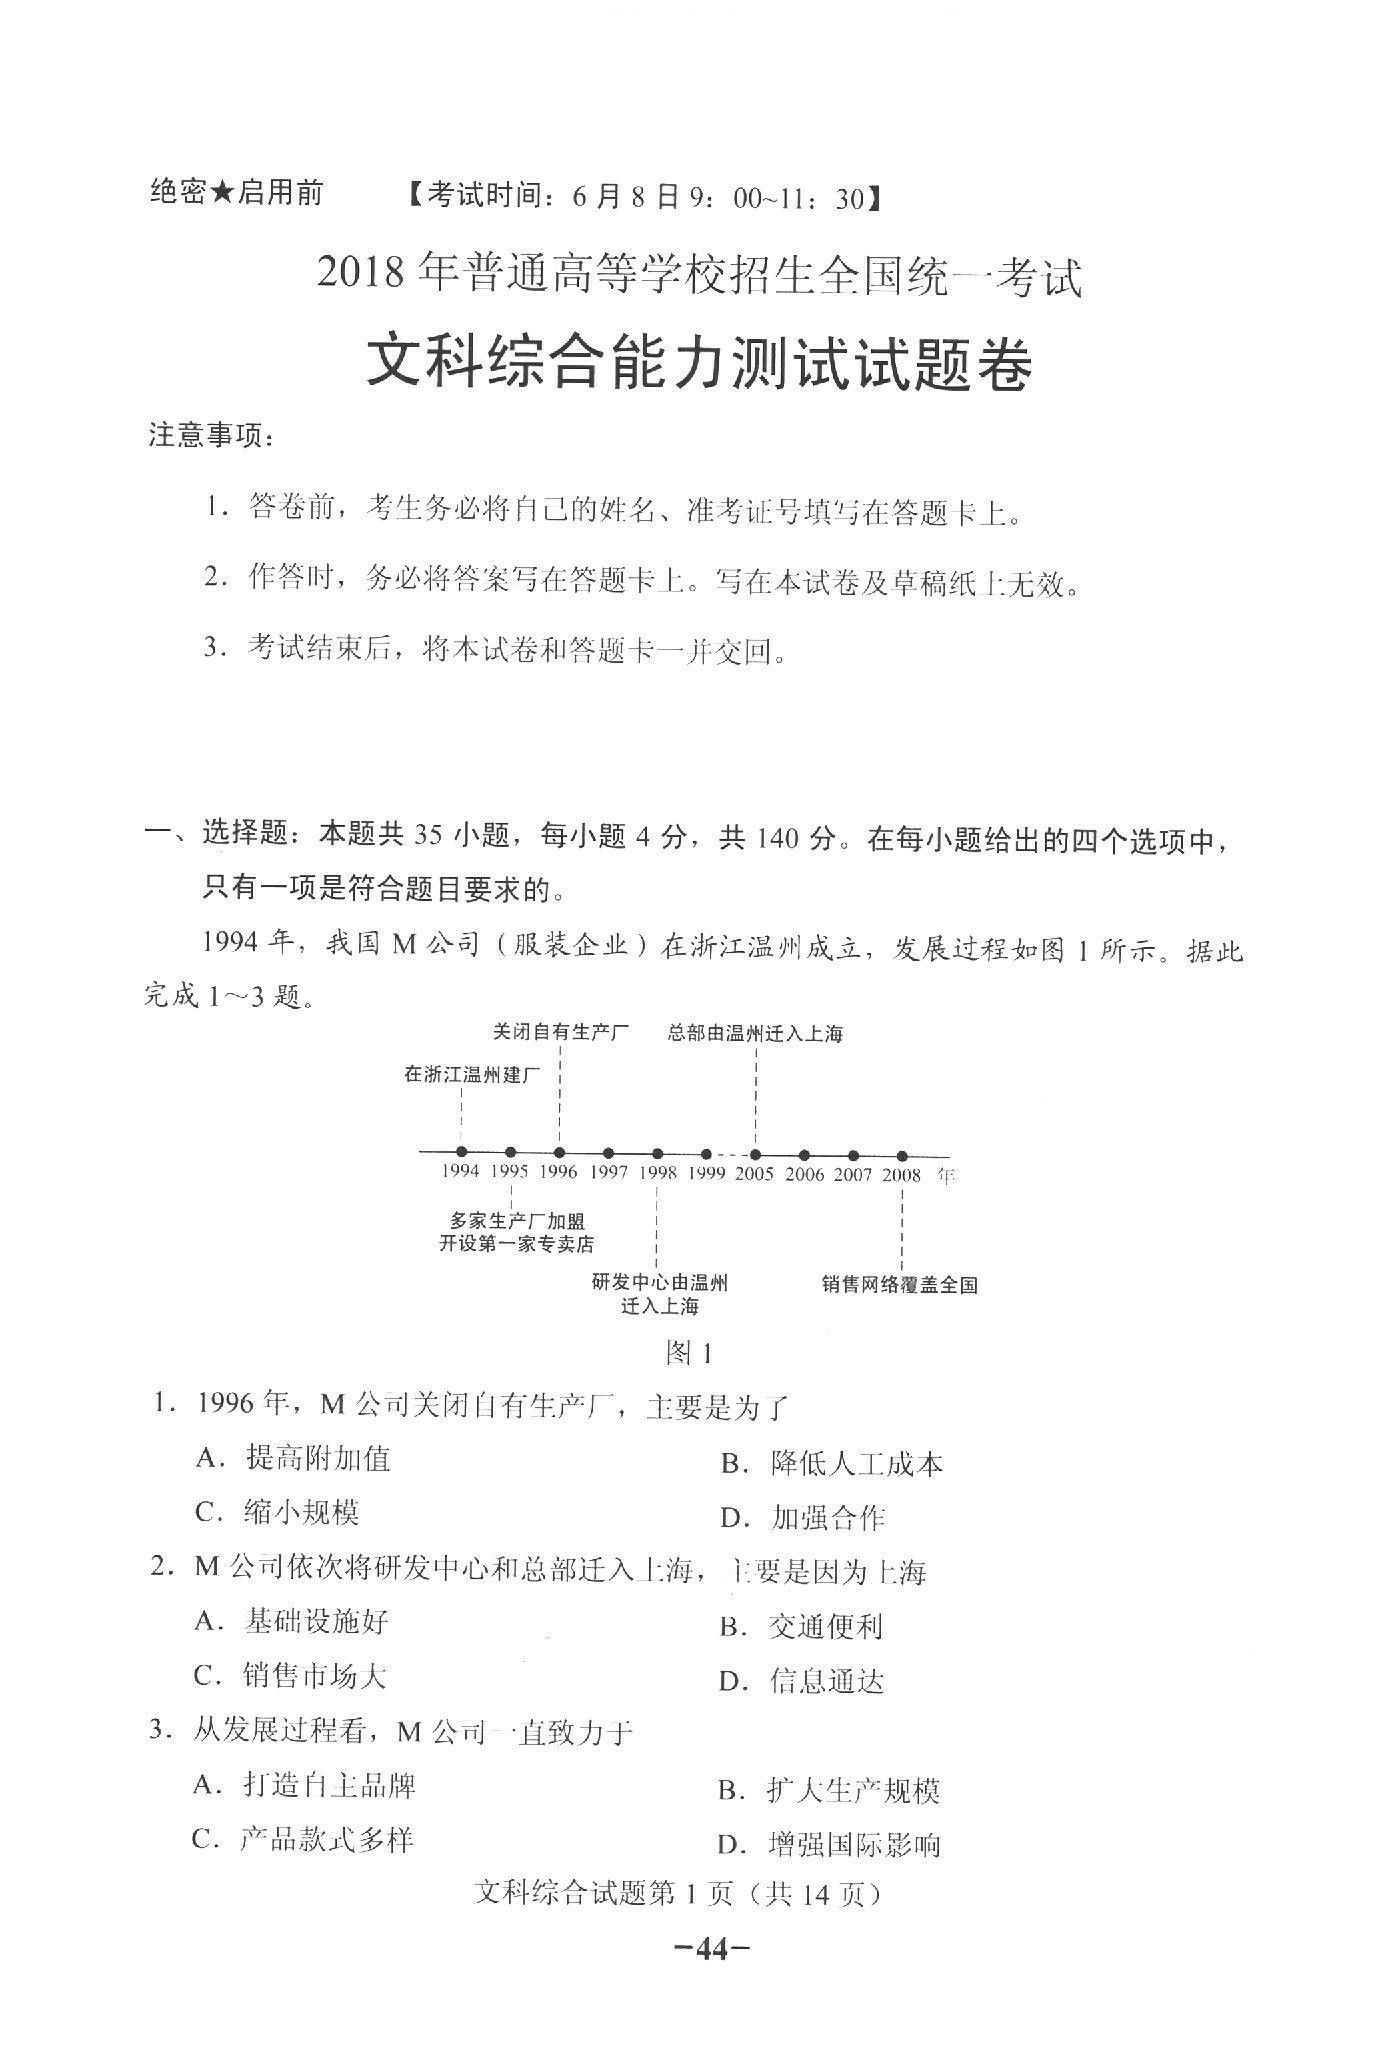 绝密★启用前 【考试时间：6 月 8 日 9：00~11：30】
2018 年普通高等学校招生全国统一考试
文科综合能力测试试题卷
注意事项：
1．答卷前，考生务必将自己的姓名、准考证号填写在答题卡上。
2．作答时，务必将答案写在答题卡上。写在本试卷及草稿纸上无效。
3．考试结束后，将本试卷和答题卡一并交回。
一、选择题：本题共 35 小题，每小题 4 分，共 140 分。在每小题给出的四个选项中，
只有一项是符合题目要求的。
1994 年，我国 M 公司（服装企业）在浙江温州成立，发展过程如图 1 所示。据此
完成 1～3 题。
关闭自有生产厂 总部由温州迁入上海
在浙江温州建厂
1994 1995 1996 1997 1998 1999 2005 2006 2007 2008 年
多家生产厂加盟
开设第一家专卖店
研发中心由温州 销售网络覆盖全国
迁入上海
图 1
1．1996 年，M 公司关闭自有生产厂，主要是为了
A．提高附加值 B．降低人工成本
C．缩小规模 D．加强合作
2．M 公司依次将研发中心和总部迁入上海，主要是因为上海
A．基础设施好 B．交通便利
C．销售市场大 D．信息通达
3．从发展过程看，M 公司一直致力于
A．打造自主品牌 B．扩大生产规模
C．产品款式多样 D．增强国际影响
文科综合试题第 1 页（共 14 页）
-44-